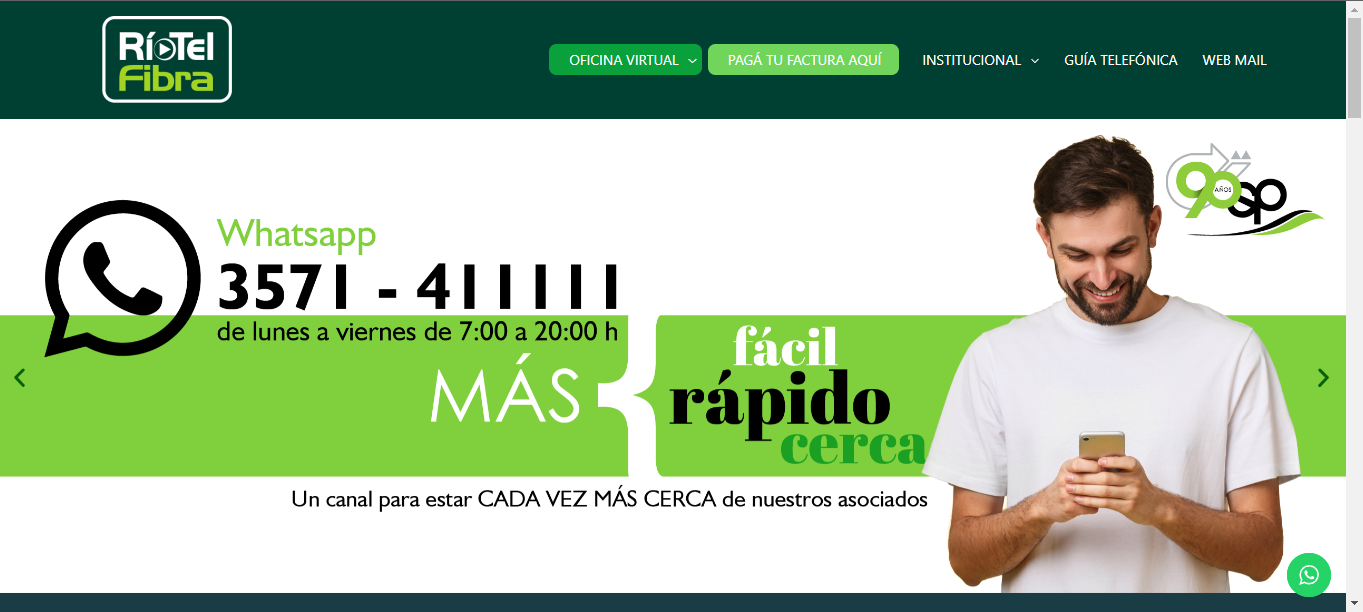 RíoTel
Fibra
OFICINA VIRTUAL
PAGÁ TU FACTURA AQUÍ
INSTITUCIONAL
GUÍA TELEFÓNICA
WEB MAIL
90 AÑOS
sp
Whatsapp
3571 - 411111
de lunes a viernes de 7:00 a 20:00 h
MÁS
fácil
rápido
cerca
Un canal para estar CADA VEZ MÁS CERCA de nuestros asociados